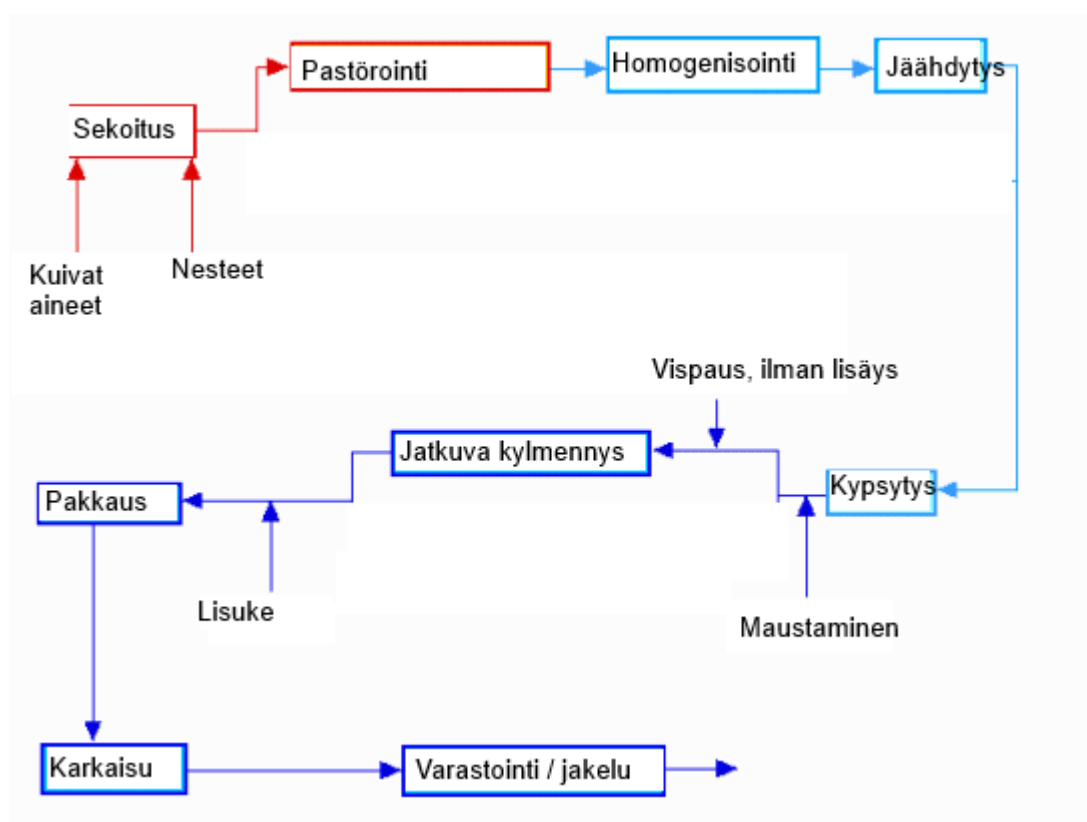 Pastörointi
Homogenisointi
Jäähdytys
Sekoitus
Kuivat
aineet
Nesteet
Vispaus, ilman lisäys
Jatkuva kylmennys
Kypsytys
Pakkaus
Lisuke
Maustaminen
Karkaisu
Varastointi / jakelu